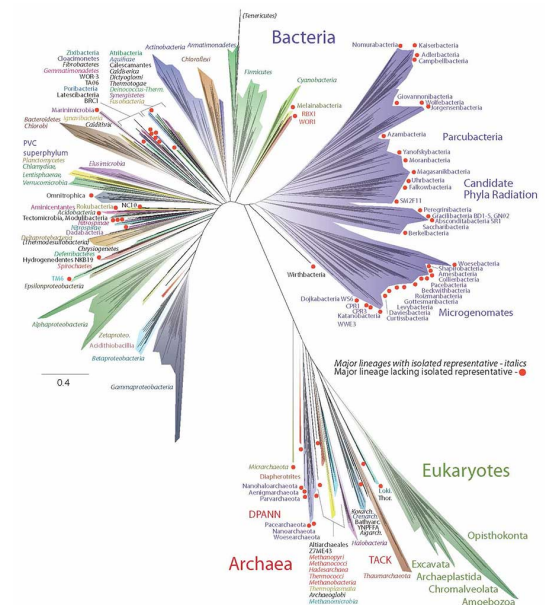 (Tenericutes)
Bacteria
Nomurabacteria
Kaiserbacteria
Adlerbacteria
Campbellbacteria
Zixibacteria
Cloacimonetes
Fibrobacteres
Gemmatimonadetes
WOR-3
TA06
Poribacteria
Latescibacteria
BRC1
Marinimicrobia
Bacteroidetes
Chlorobi
Caldithrix
Atribacteria
Aquificae
Calescamantes
Caldiserica
Dictyoglomi
Thermotogae
Deinococcus-Therm.
Synergistetes
Fusobacteria
Ignavibacteria
Actinobacteria
Armatimonadetes
Chloroflexi
Firmicutes
Cyanobacteria
Melainabacteria
RBX1
WOR1
Giovannonibacteria
Wolfebacteria
Jorgensenbacteria
Azambacteria
Parcubacteria
Yanofskybacteria
Moranbacteria
Magasanikbacteria
Uhrbacteria
Falkowbacteria
Candidate
Phyla Radiation
SM2F11
Peregrinibacteria
Gracilibacteria BD1-5, GN02
Absconditabacteria SR1
Saccharibacteria
Berkelbacteria
PVC
superphylum
Planctomycetes
Chlamydiae,
Lentisphaerae,
Verrucomicrobia
Elusimicrobia
Omnitrophica
Aminicentantes
Rokubacteria
NC10
Acidobacteria
Tectomicrobia, Modulibacteria
Nitrospinae
Nitrospirae
Dadabacteria
Deltaproteobacteria
(Thermodesulfobacteria)
Chrysiogenetes
Deferribacteres
Hydrogenedentes NKB19
Spirochaetes
TM6
Epsilonproteobacteria
Woesebacteria
Shapirobacteria
Amesbacteria
Collierbacteria
Pacebacteria
Beckwithbacteria
Roizmanbacteria
Gottesmanbacteria
Levybacteria
Daviesbacteria
Curtissbacteria
Microgenomates
Wirthbacteria
Dojkabacteria WS6
CPR1
CPR3
Katanobacteria
WWE3
Alphaproteobacteria
Zetaproteo.
Acidithiobacillia
Betaproteobacteria
Gammaproteobacteria
0.4
Major lineages with isolated representative - italics
Major lineage lacking isolated representative -
Micrarchaeota
Diapherotrites
Nanohaloarchaeota
Aenigmarchaeota
Parvarchaeota
DPANN
Pacearchaeota
Nanoarchaeota
Woesearchaeota
Archaea
Altiarchaeales
Z7ME43
Methanopyri
Methanococci
Hadesarchaea
Thermococci
Methanobacteria
Thermoplasmata
Archaeoglobi
Methanomicrobia
Halobacteria
Loki.
Thor.
Korarch.
Crenarch.
Bathyarc.
YNPFFA
Aigarch.
TACK
Thaumarchaeota
Eukaryotes
Opisthokonta
Excavata
Archaeplastida
Chromalveolata
Amoebozoa